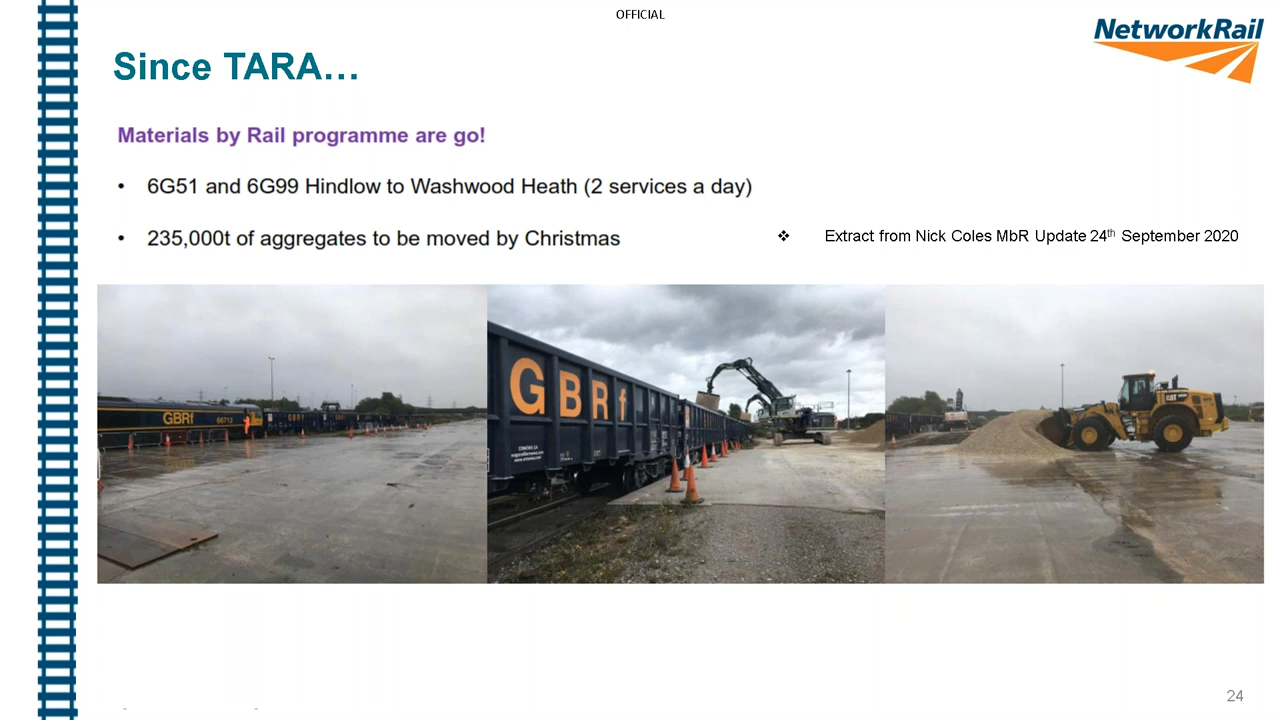 OFFICIAL
NetworkRail
Since TARA…
Materials by Rail programme are go!
• 6G51 and 6G99 Hindlow to Washwood Heath (2 services a day)
• 235,000t of aggregates to be moved by Christmas
❖ Extract from Nick Coles MbR Update 24th September 2020
GBRf 66713
GBRf
CAT
24